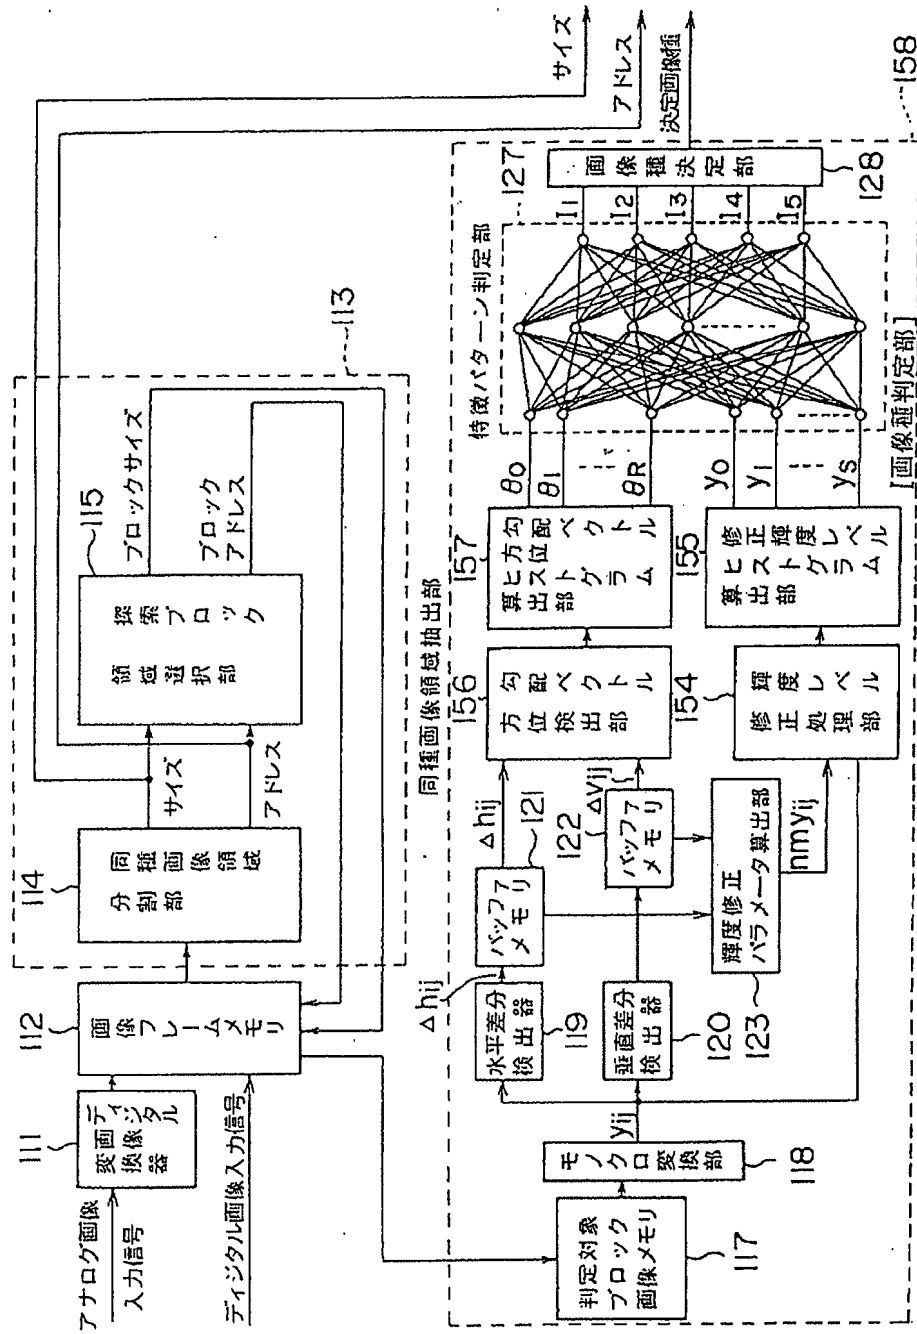 アナログ画像
入力信号
ディジタル画像入力信号
111
ディジタル
画像
変換器
112
画像
フレーム
メモリ
114
同種画像領域
分割部
サイズ
アドレス
115
探索ブロック
領域選択部
ブロックサイズ
ブロック
アドレス
113
同種画像領域抽出部
サイズ
アドレス
決定画像種
117
判定対象
ブロック
画像メモリ
118
モノクロ変換部
yij
水平差分
検出器
119
垂直差分
検出器
120
Δhij
バッファ
メモリ
121
Δhij
122
バッファ
メモリ
Δvij
輝度修正
パラメータ算出部
123
nmyij
156
勾配ベクトル
方位検出部
154
輝度レベル
修正処理部
157
勾配ベクトル
方位ヒストグラム
算出部
155
修正輝度レベル
ヒストグラム
算出部
θ0
θ1
θR
y0
y1
yS
特徴パターン判定部
127
I1
I2
I3
I4
I5
画像種決定部
128
[画像種判定部]
158